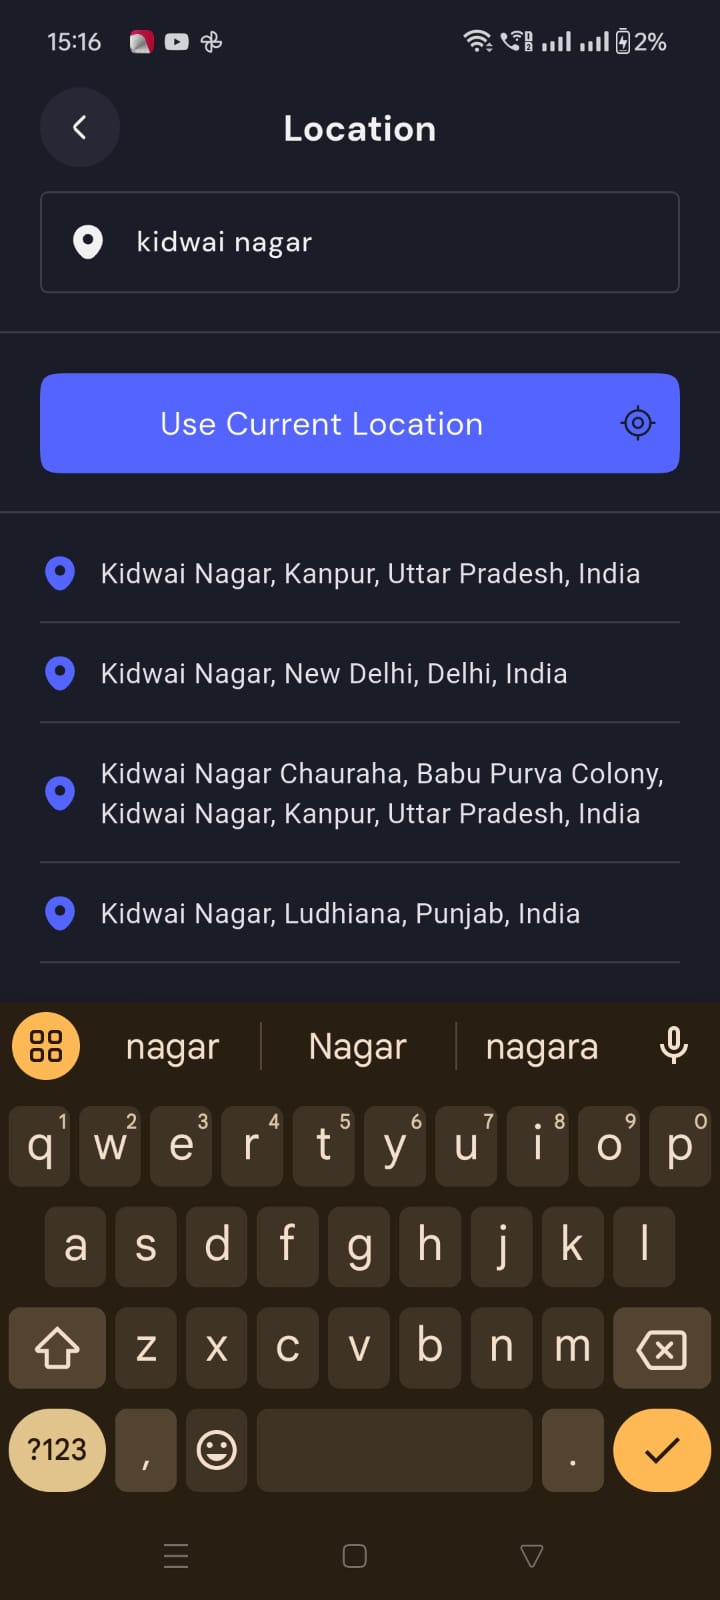 15:16
2%
Location
kidwai nagar
Use Current Location
Kidwai Nagar, Kanpur, Uttar Pradesh, India
Kidwai Nagar, New Delhi, Delhi, India
Kidwai Nagar Chauraha, Babu Purva Colony,
Kidwai Nagar, Kanpur, Uttar Pradesh, India
Kidwai Nagar, Ludhiana, Punjab, India
nagar Nagar nagara
1 2 3 4 5 6 7 8 9 0
q w e r t y u i o p
a s d f g h j k l
z x c v b n m
?123 , .